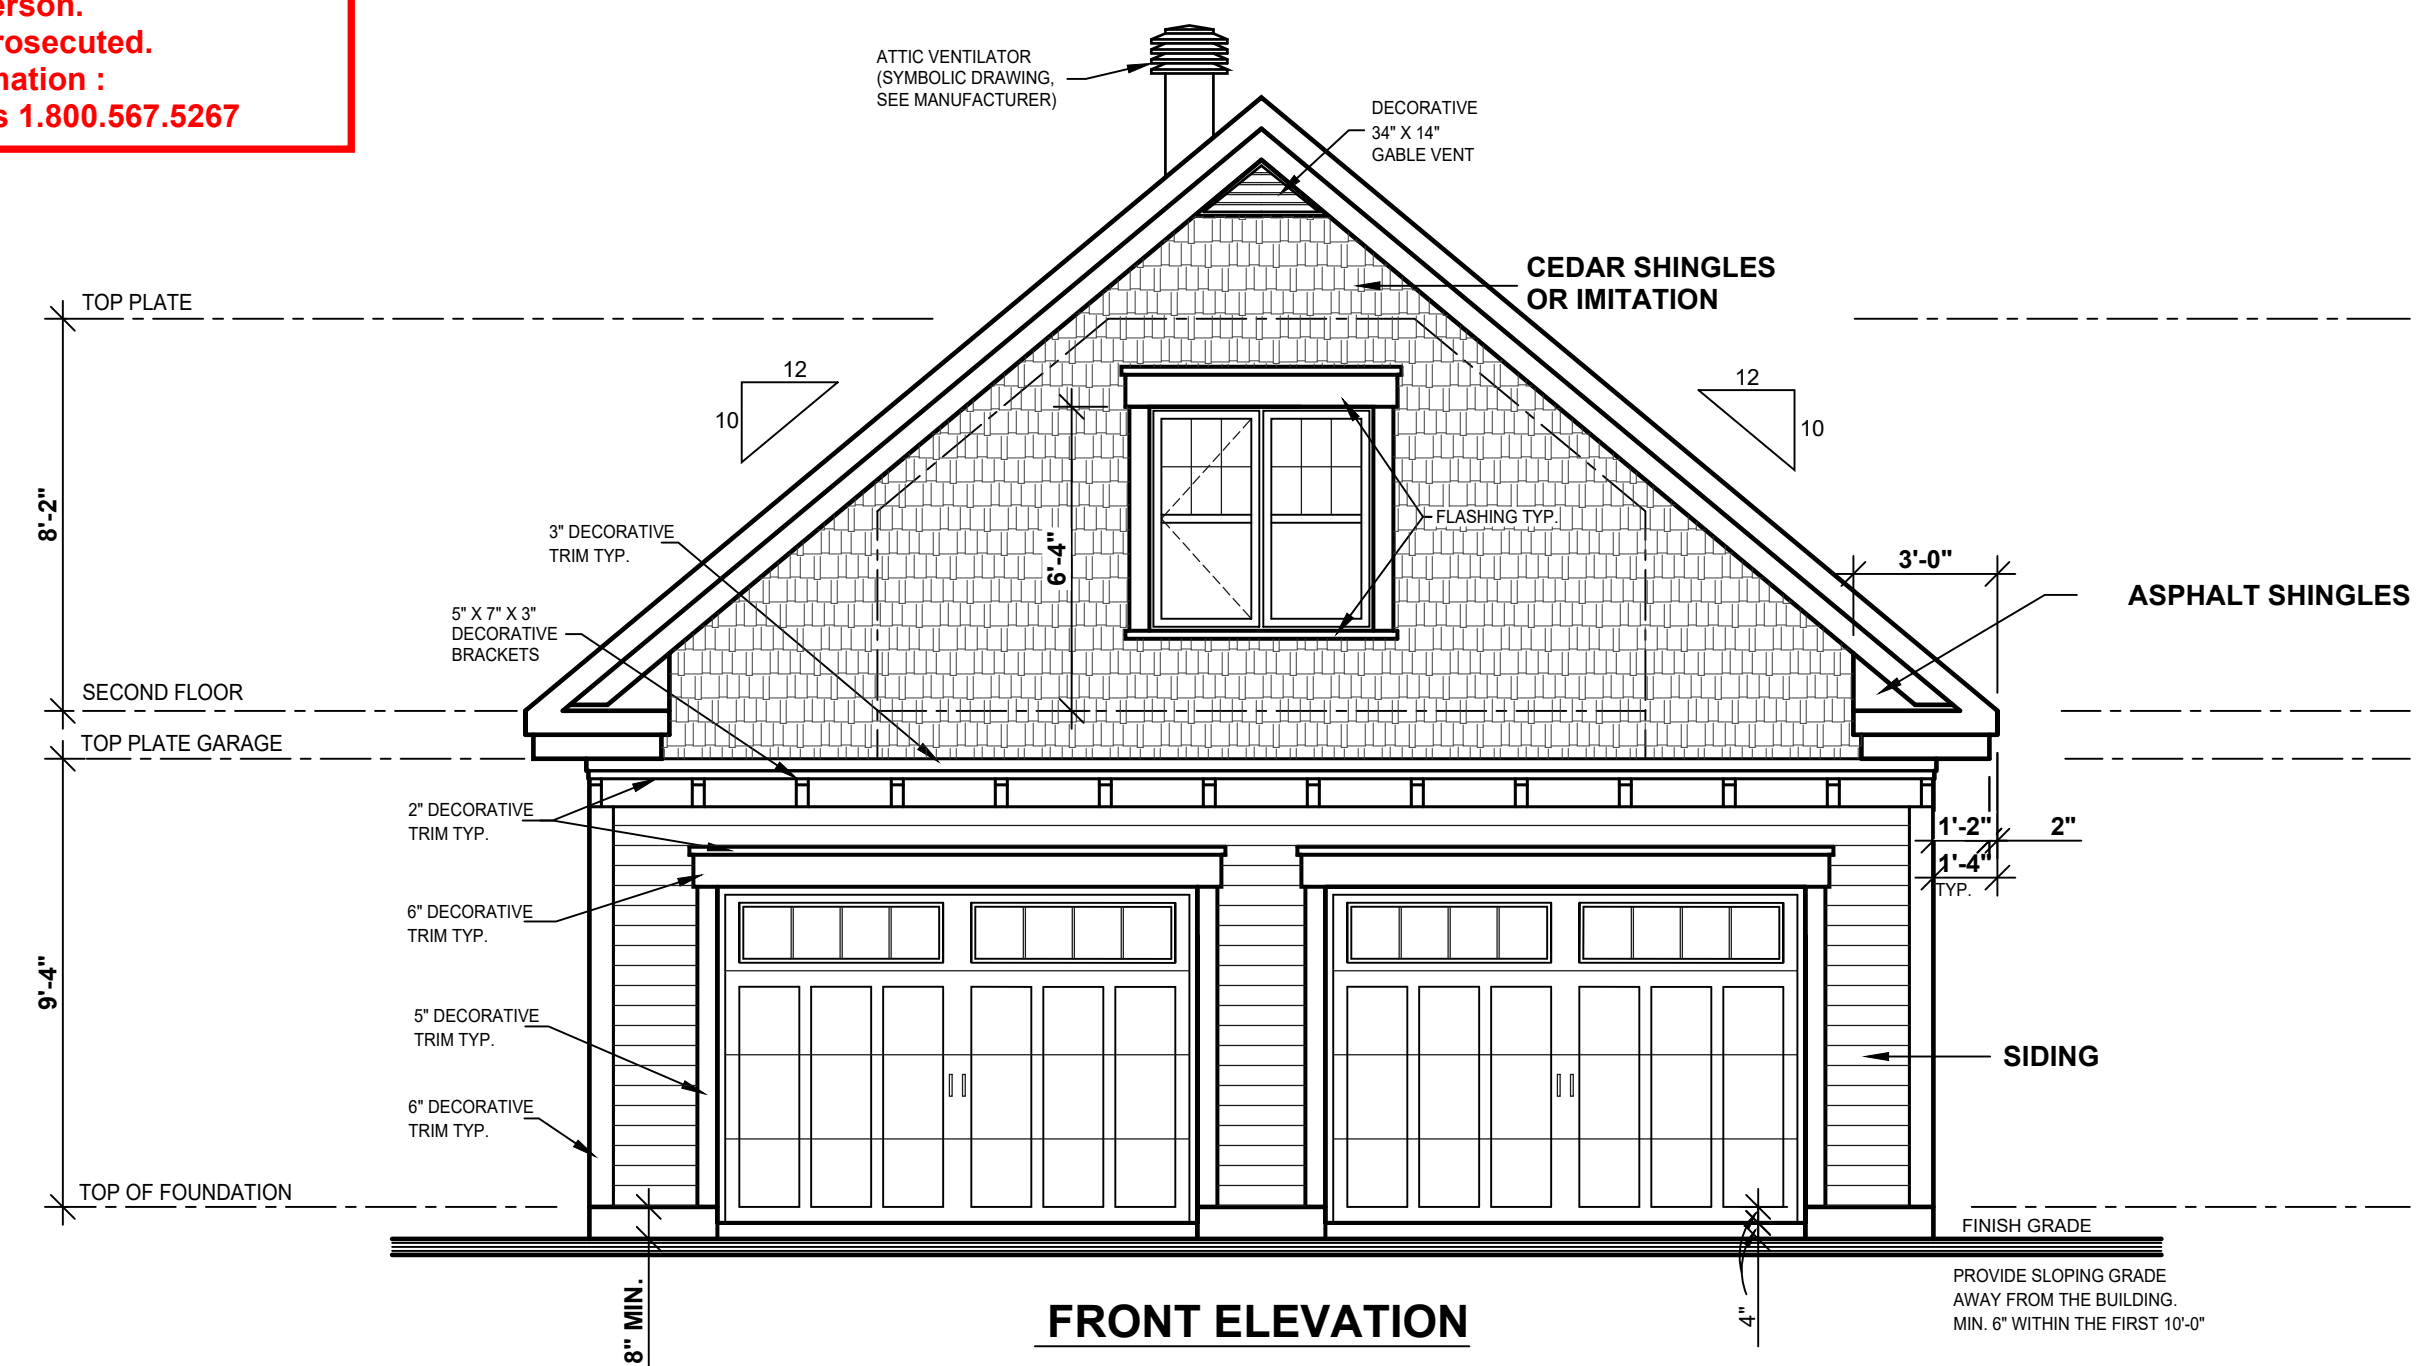 erson.
rosecuted.
nation :
s 1.800.567.5267
ATTIC VENTILATOR
(SYMBOLIC DRAWING,
SEE MANUFACTURER)
DECORATIVE
34" X 14"
GABLE VENT
CEDAR SHINGLES
OR IMITATION
TOP PLATE
12
10
12
10
8'-2"
3" DECORATIVE
TRIM TYP.
6'-4"
FLASHING TYP.
3'-0"
ASPHALT SHINGLES
5" X 7" X 3"
DECORATIVE
BRACKETS
SECOND FLOOR
TOP PLATE GARAGE
2" DECORATIVE
TRIM TYP.
1'-2"
2"
1'-4"
TYP.
6" DECORATIVE
TRIM TYP.
9'-4"
5" DECORATIVE
TRIM TYP.
SIDING
6" DECORATIVE
TRIM TYP.
TOP OF FOUNDATION
FINISH GRADE
8" MIN.
4"
PROVIDE SLOPING GRADE
AWAY FROM THE BUILDING.
MIN. 6" WITHIN THE FIRST 10'-0"
FRONT ELEVATION